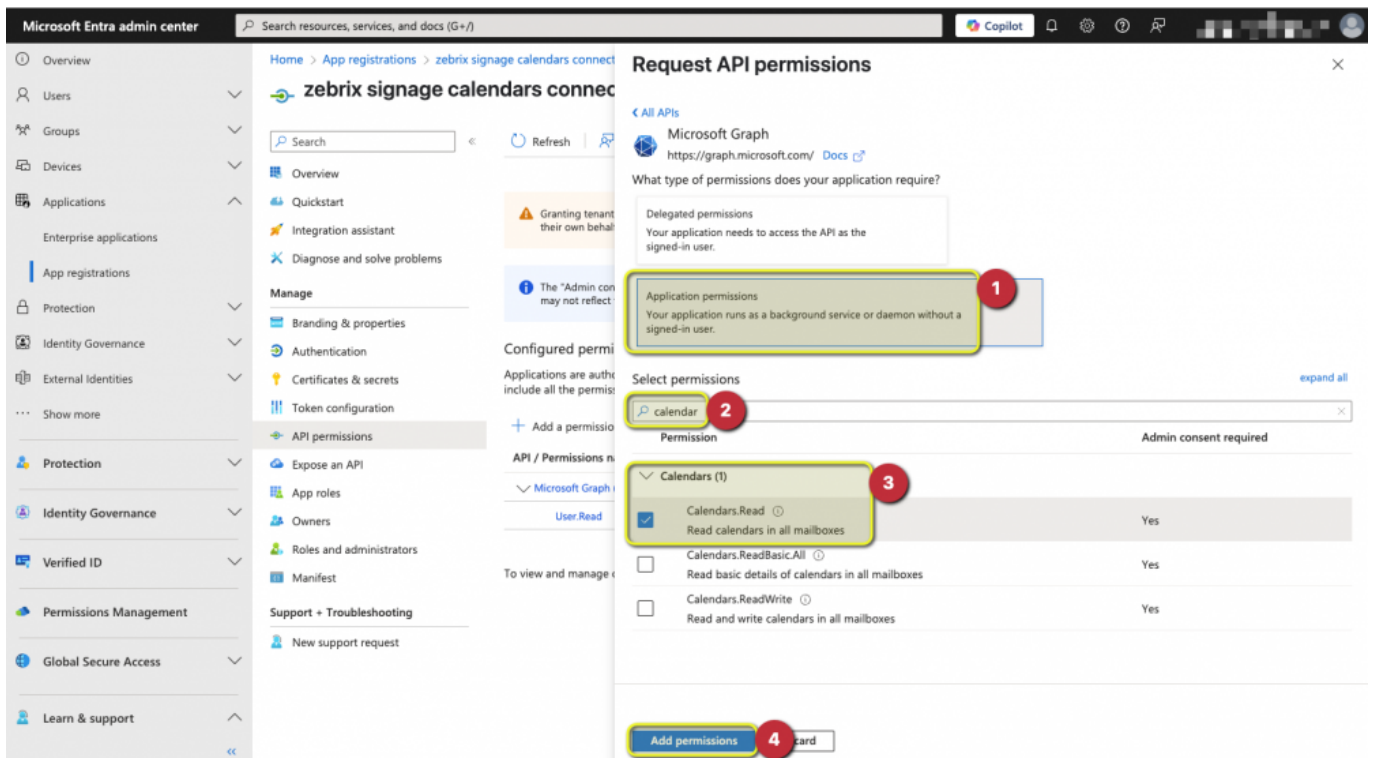 Microsoft Entra admin center
Search resources, services, and docs (G+/)
Copilot
Overview
Users
Groups
Devices
Applications
Enterprise applications
App registrations
Protection
Identity Governance
External Identities
Show more
Protection
Identity Governance
Verified ID
Permissions Management
Global Secure Access
Learn & support
Home > App registrations > zebrix signage calendars connect
zebrix signage calendars connec
Search
Refresh
Overview
Quickstart
Integration assistant
Diagnose and solve problems
Manage
Branding & properties
Authentication
Certificates & secrets
Token configuration
API permissions
Expose an API
App roles
Owners
Roles and administrators
Manifest
Support + Troubleshooting
New support request
Granting tenant
their own behal
The "Admin con
may not reflect
Configured permi
Applications are autho
include all the permis
Add a permissio
API / Permissions n
Microsoft Graph
User.Read
To view and manage
Request API permissions
All APIs
Microsoft Graph
https://graph.microsoft.com/ Docs
What type of permissions does your application require?
Delegated permissions
Your application needs to access the API as the
signed-in user.
Application permissions
Your application runs as a background service or daemon without a
signed-in user.
1
Select permissions
expand all
calendar
2
Permission
Admin consent required
Calendars (1)
3
Calendars.Read
Read calendars in all mailboxes
Yes
Calendars.ReadBasic.All
Read basic details of calendars in all mailboxes
Yes
Calendars.ReadWrite
Read and write calendars in all mailboxes
Yes
Add permissions
4
card